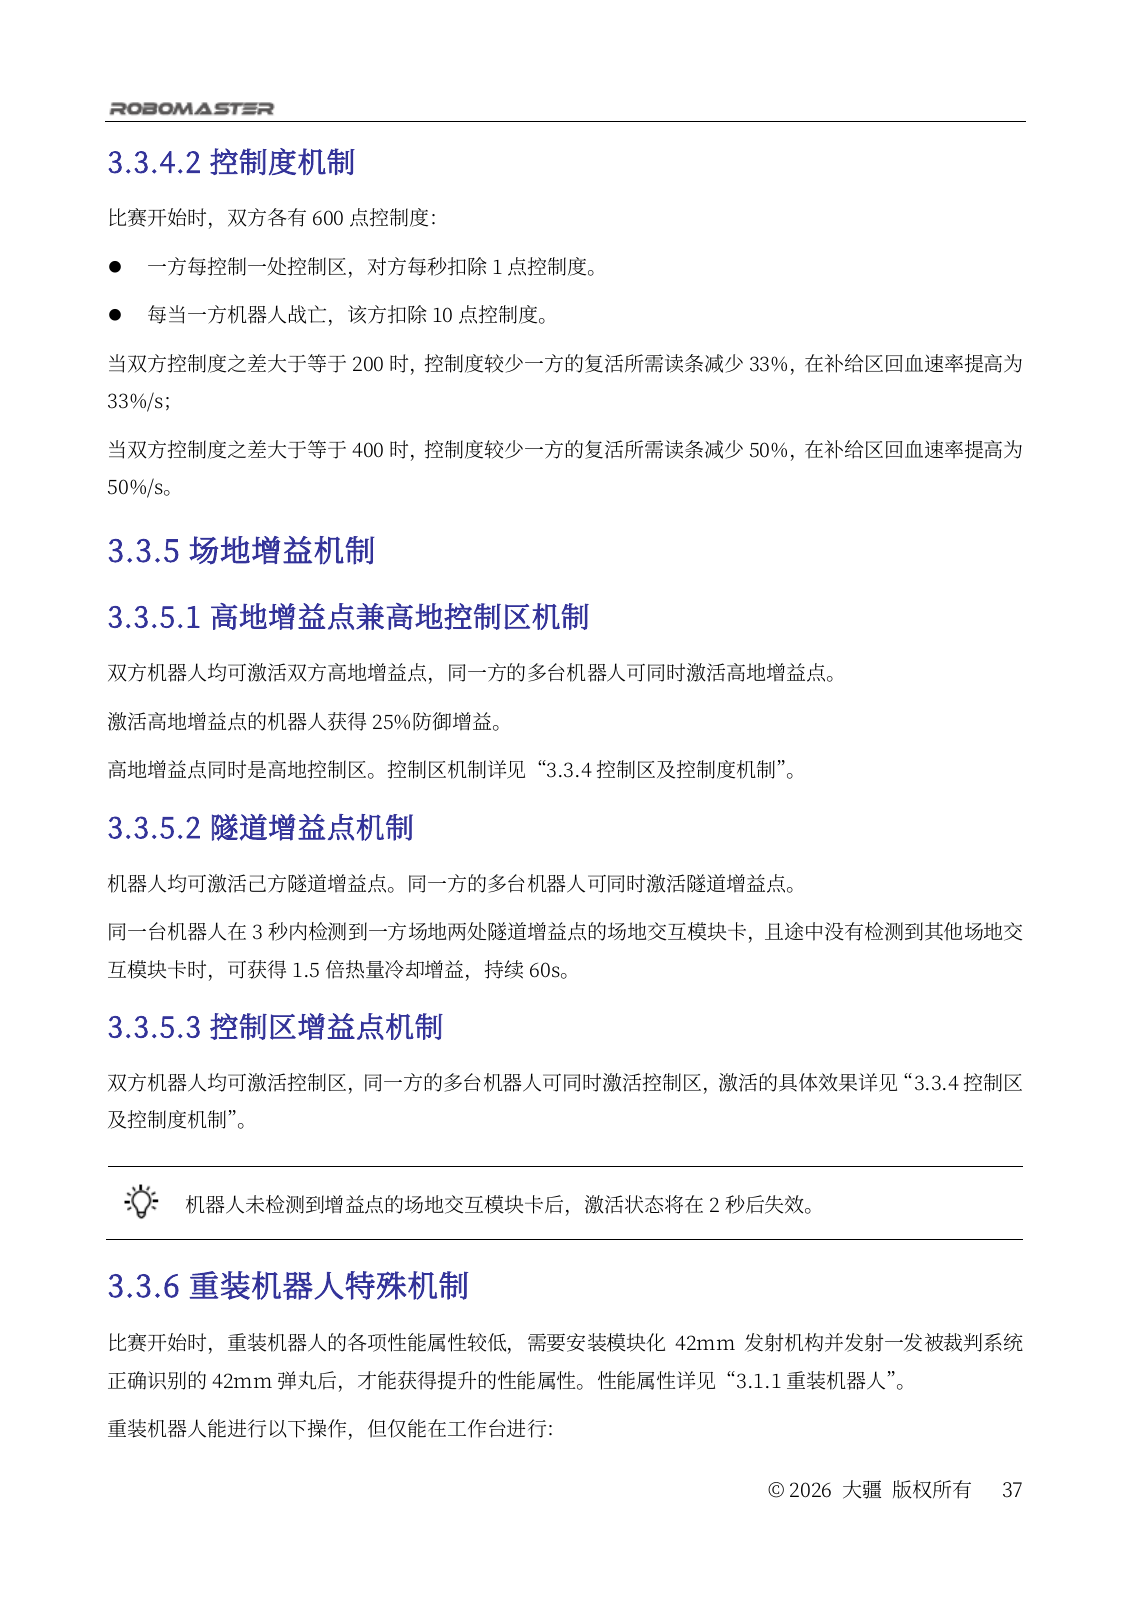 ROBOMASTER
3.3.4.2 控制度机制
比赛开始时，双方各有 600 点控制度：
● 一方每控制一处控制区，对方每秒扣除 1 点控制度。
● 每当一方机器人战亡，该方扣除 10 点控制度。
当双方控制度之差大于等于 200 时，控制度较少一方的复活所需读条减少 33%，在补给区回血速率提高为
33%/s；
当双方控制度之差大于等于 400 时，控制度较少一方的复活所需读条减少 50%，在补给区回血速率提高为
50%/s。
3.3.5 场地增益机制
3.3.5.1 高地增益点兼高地控制区机制
双方机器人均可激活双方高地增益点，同一方的多台机器人可同时激活高地增益点。
激活高地增益点的机器人获得 25%防御增益。
高地增益点同时是高地控制区。控制区机制详见“3.3.4 控制区及控制度机制”。
3.3.5.2 隧道增益点机制
机器人均可激活己方隧道增益点。同一方的多台机器人可同时激活隧道增益点。
同一台机器人在 3 秒内检测到一方场地两处隧道增益点的场地交互模块卡，且途中没有检测到其他场地交
互模块卡时，可获得 1.5 倍热量冷却增益，持续 60s。
3.3.5.3 控制区增益点机制
双方机器人均可激活控制区，同一方的多台机器人可同时激活控制区，激活的具体效果详见“3.3.4 控制区
及控制度机制”。
机器人未检测到增益点的场地交互模块卡后，激活状态将在 2 秒后失效。
3.3.6 重装机器人特殊机制
比赛开始时，重装机器人的各项性能属性较低，需要安装模块化 42mm 发射机构并发射一发被裁判系统
正确识别的 42mm 弹丸后，才能获得提升的性能属性。性能属性详见“3.1.1 重装机器人”。
重装机器人能进行以下操作，但仅能在工作台进行：
© 2026 大疆 版权所有 37